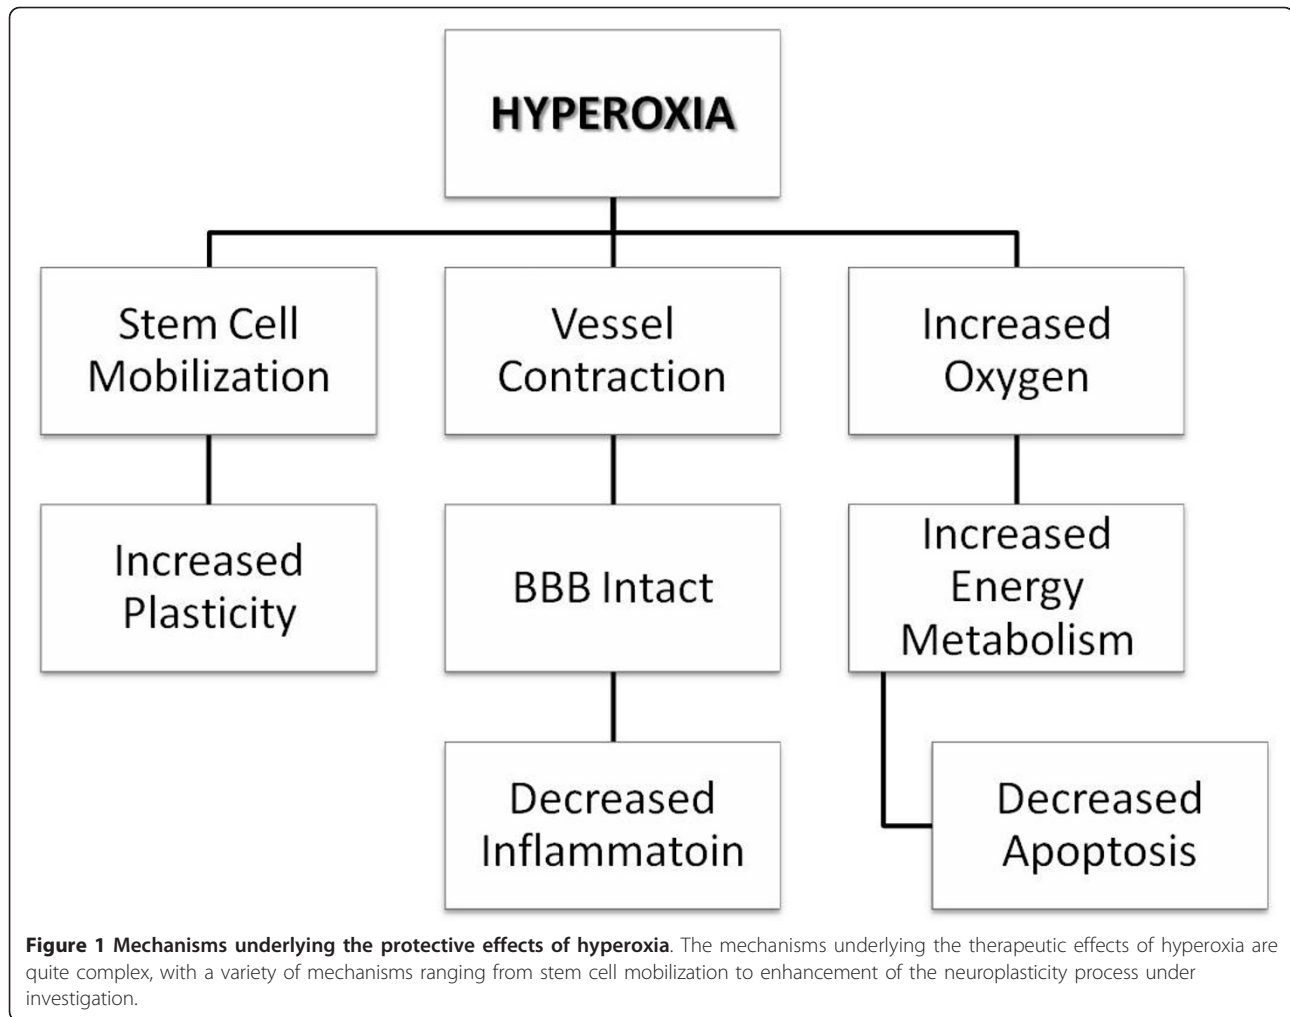 HYPEROXIA
Stem Cell
Mobilization
Vessel
Contraction
Increased
Oxygen
Increased
Plasticity
BBB Intact
Increased
Energy
Metabolism
Decreased
Inflammatoin
Decreased
Apoptosis
Figure 1 Mechanisms underlying the protective effects of hyperoxia. The mechanisms underlying the therapeutic effects of hyperoxia are
quite complex, with a variety of mechanisms ranging from stem cell mobilization to enhancement of the neuroplasticity process under
investigation.